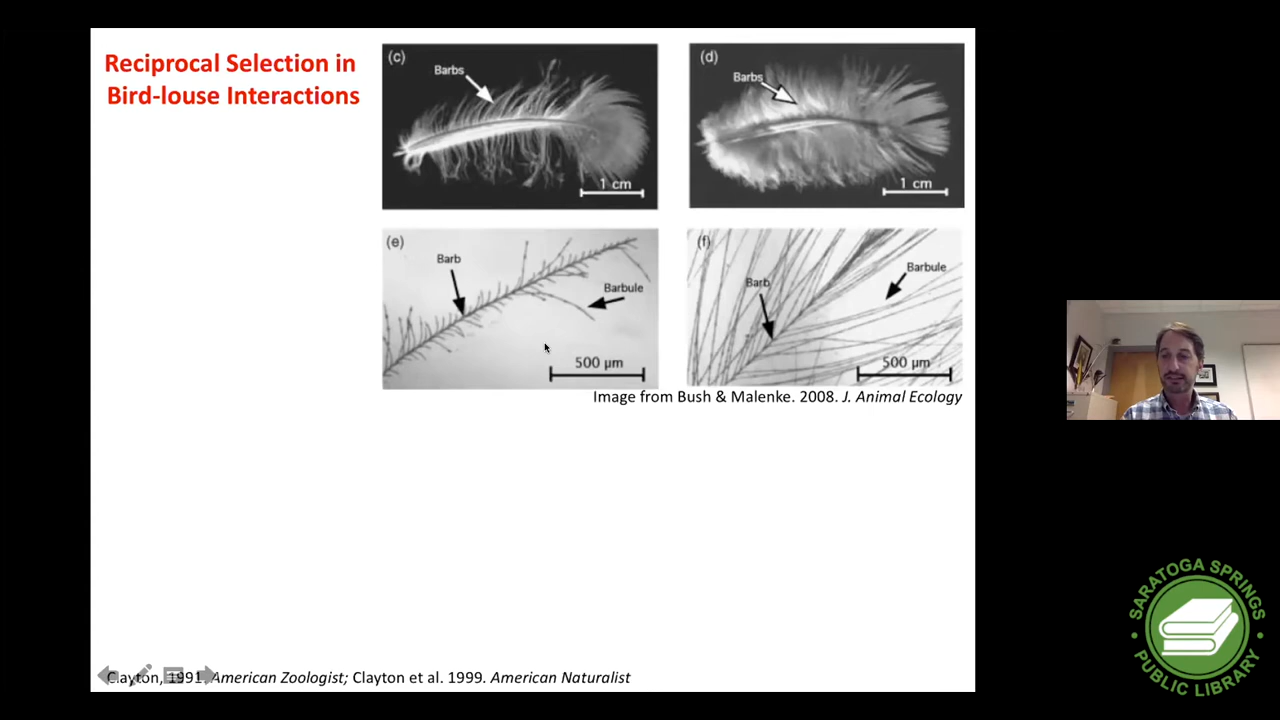 Reciprocal Selection in
Bird-louse Interactions
(c)
Barbs
1 cm
(d)
Barbs
1 cm
(e)
Barb
Barbule
500 µm
(f)
Barb
Barbule
500 µm
Image from Bush & Malenke. 2008. J. Animal Ecology
Clayton, 1991. American Zoologist; Clayton et al. 1999. American Naturalist
SARATOGA SPRINGS
PUBLIC LIBRARY